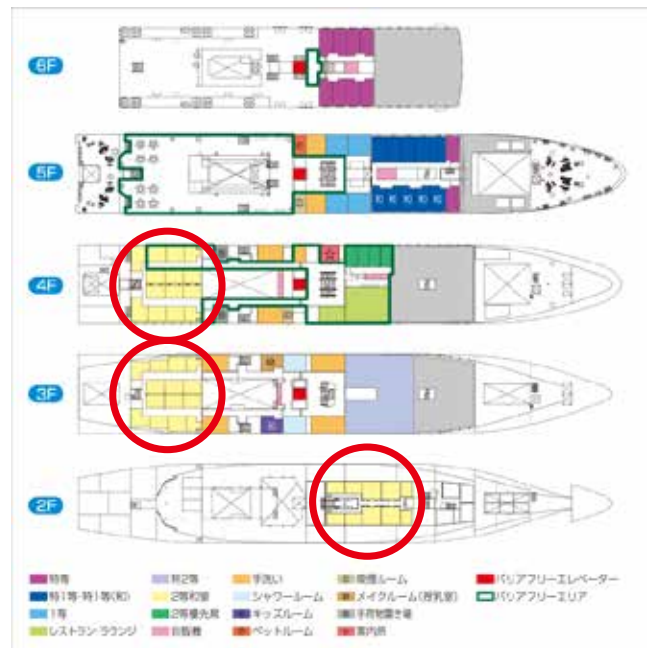 6F
5F
4F
3F
2F
特等 特2等 手洗い 喫煙ルーム バリアフリーエレベーター
特1等・特1等(和) 2等和室 シャワールーム メイクルーム(授乳室) バリアフリーエリア
1等 2等優先席 キッズルーム 手荷物置き場
レストラン・ラウンジ 自販機 ペットルーム 案内所